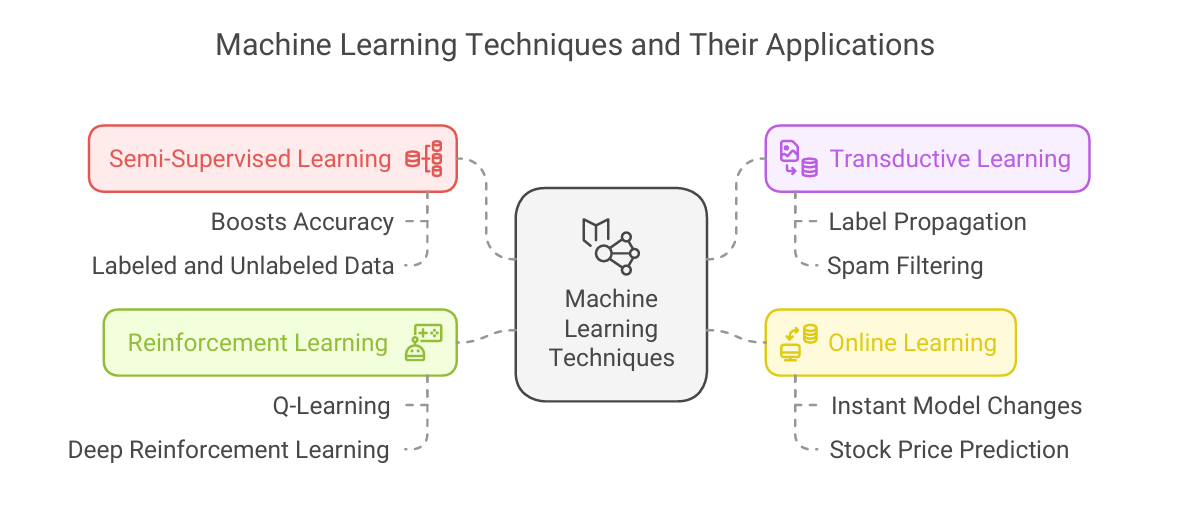 Machine Learning Techniques and Their Applications
Semi-Supervised Learning
Boosts Accuracy
Labeled and Unlabeled Data
Reinforcement Learning
Q-Learning
Deep Reinforcement Learning
Machine
Learning
Techniques
Transductive Learning
Label Propagation
Spam Filtering
Online Learning
Instant Model Changes
Stock Price Prediction